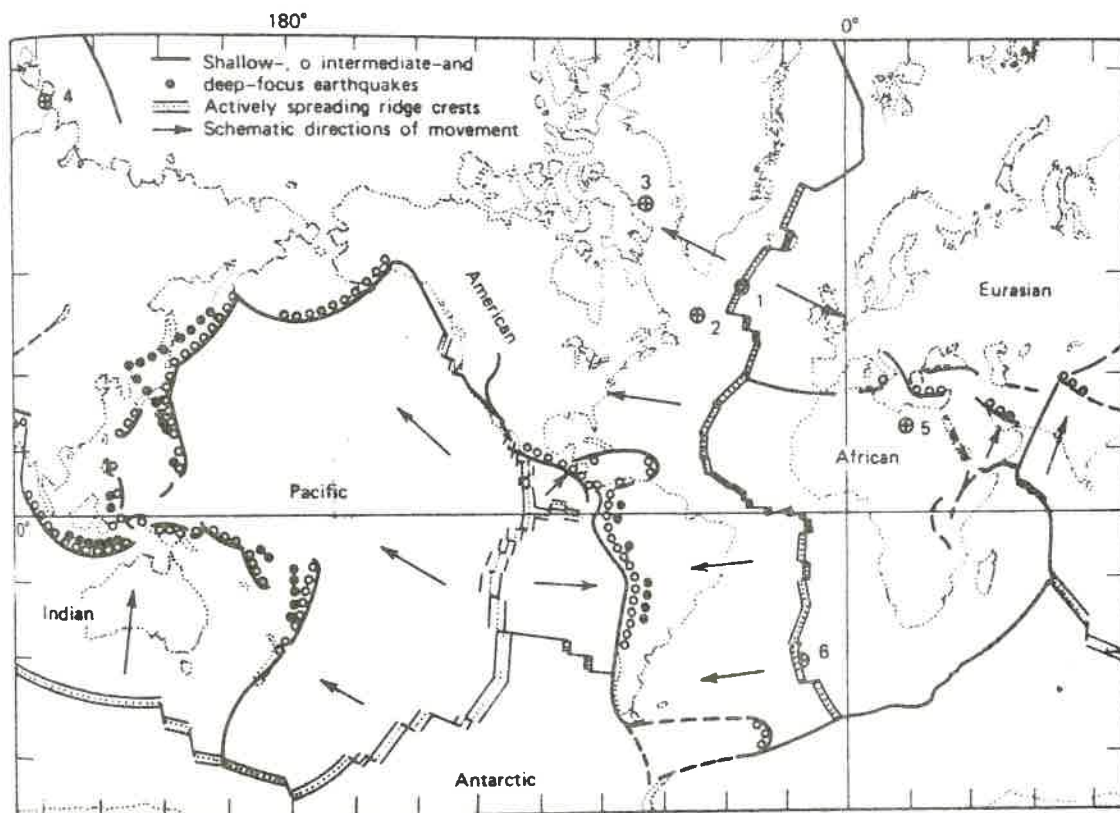 180°
0°
Shallow-, o intermediate-and
deep-focus earthquakes
Actively spreading ridge crests
Schematic directions of movement
4
3
American
Eurasian
1
2
5
African
Pacific
0°
Indian
6
Antarctic